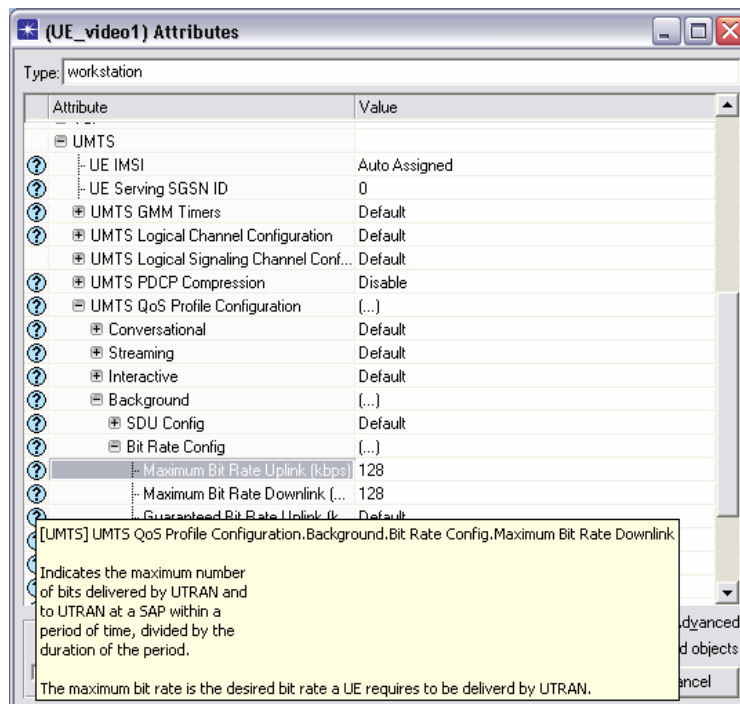 (UE_video1) Attributes
Type: workstation
Attribute Value
UMTS
UE IMSI Auto Assigned
UE Serving SGSN ID 0
UMTS GMM Timers Default
UMTS Logical Channel Configuration Default
UMTS Logical Signaling Channel Conf... Default
UMTS PDCP Compression Disable
UMTS QoS Profile Configuration (...)
Conversational Default
Streaming Default
Interactive Default
Background (...)
SDU Config Default
Bit Rate Config (...)
Maximum Bit Rate Uplink (kbps) 128
Maximum Bit Rate Downlink (... 128
Guaranteed Bit Rate Uplink (k... Default
[UMTS] UMTS QoS Profile Configuration.Background.Bit Rate Config.Maximum Bit Rate Downlink
Indicates the maximum number
of bits delivered by UTRAN and
to UTRAN at a SAP within a
period of time, divided by the
duration of the period.
The maximum bit rate is the desired bit rate a UE requires to be deliverd by UTRAN.
dvanced
d objects
ancel